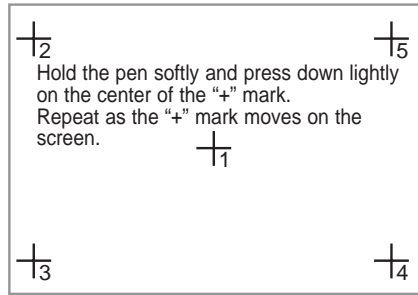 2
5
Hold the pen softly and press down lightly
on the center of the “+” mark.
Repeat as the “+” mark moves on the
screen.
1
3
4